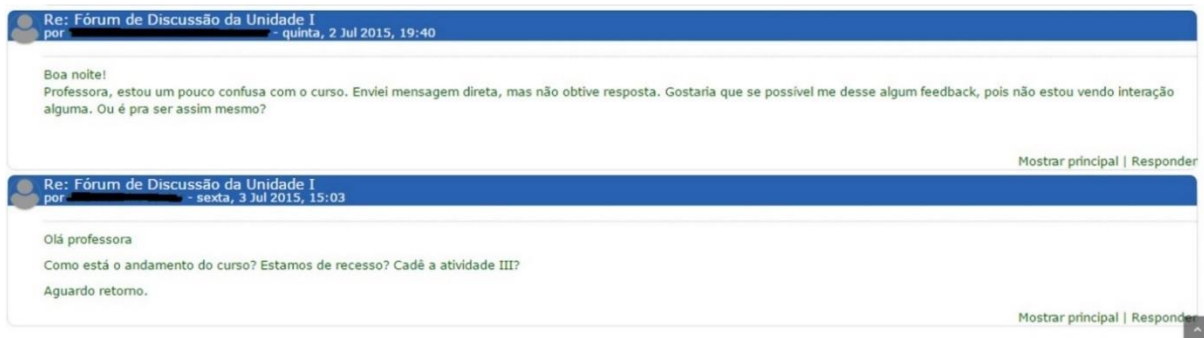 Re: Fórum de Discussão da Unidade I
por - quinta, 2 Jul 2015, 19:40
Boa noite!
Professora, estou um pouco confusa com o curso. Enviei mensagem direta, mas não obtive resposta. Gostaria que se possível me desse algum feedback, pois não estou vendo interação
alguma. Ou é pra ser assim mesmo?
Mostrar principal | Responder
Re: Fórum de Discussão da Unidade I
por - sexta, 3 Jul 2015, 15:03
Olá professora
Como está o andamento do curso? Estamos de recesso? Cadê a atividade III?
Aguardo retorno.
Mostrar principal | Responder